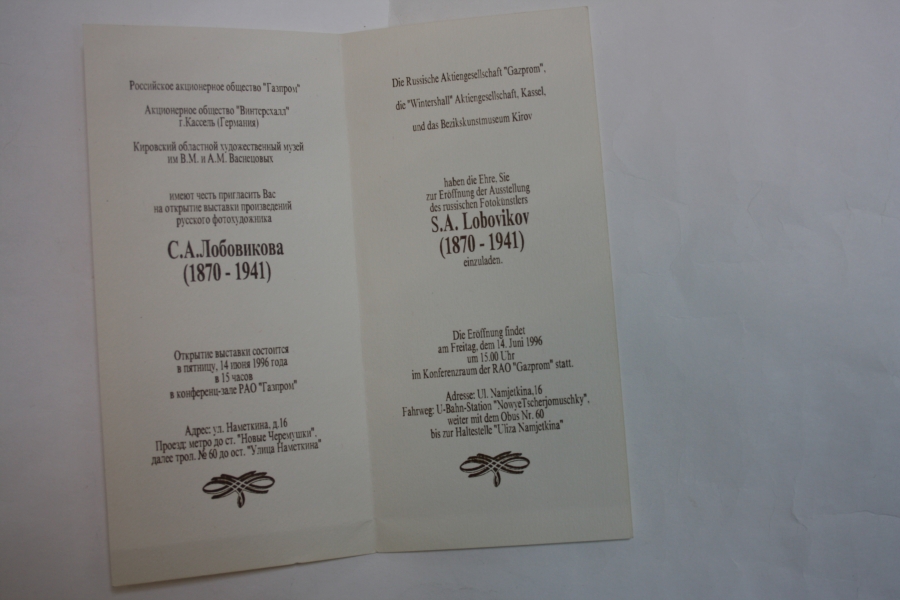 Российское акционерное общество "Газпром"
Акционерное общество "Винтерсхалл"
г.Кассель (Германия)
Кировский областной художественный музей
им В.М. и А.М. Васнецовых
имеют честь пригласить Вас
на открытие выставки произведений
русского фотохудожника
С.А.Лобовикова
(1870 - 1941)
Открытие выставки состоится
в пятницу, 14 июня 1996 года
в 15 часов
в конференц-зале РАО "Газпром"
Адрес: ул. Наметкина, д.16
Проезд: метро до ст. "Новые Черемушки",
далее трол. № 60 до ост. "Улица Наметкина"
Die Russische Aktiengesellschaft "Gazprom",
die "Wintershall" Aktiengesellschaft, Kassel,
und das Bezikskunstmuseum Kirov
haben die Ehre, Sie
zur Eröffnung der Ausstellung
des russischen Fotokünstlers
S.A. Lobovikov
(1870 - 1941)
einzuladen.
Die Eröffnung findet
am Freitag, dem 14. Juni 1996
um 15.00 Uhr
im Konferenzraum der RAO "Gazprom" statt.
Adresse: Ul. Namjetkina,16
Fahrweg: U-Bahn-Station "NowyeTscherjomuschky",
weiter mit dem Obus Nr. 60
bis zur Haltestelle "Uliza Namjetkina"